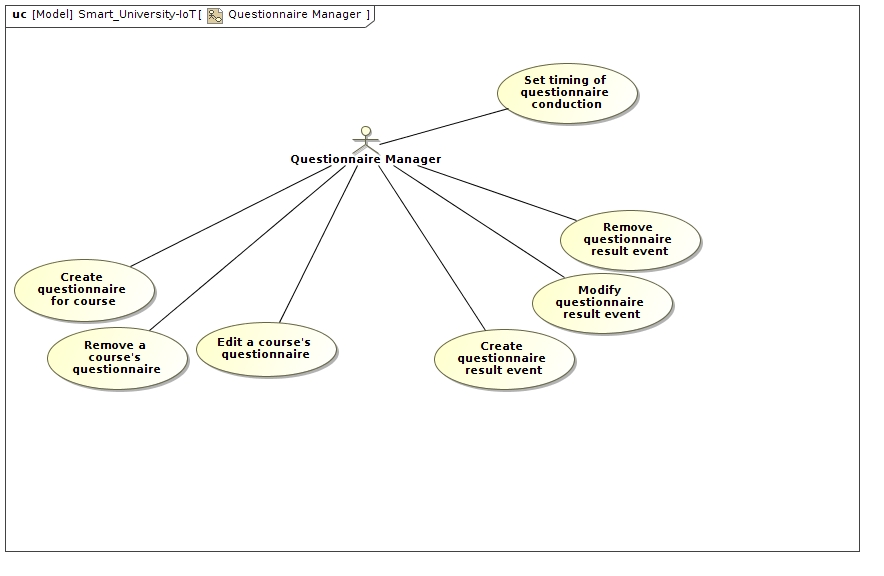 uc [Model] Smart_University-IoT[ Questionnaire Manager ]
Set timing of
questionnaire
conduction
Questionnaire Manager
Remove
questionnaire
result event
Create
questionnaire
for course
Modify
questionnaire
result event
Remove a
course's
questionnaire
Edit a course's
questionnaire
Create
questionnaire
result event